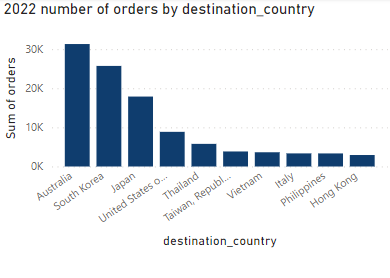 2022 number of orders by destination_country
Sum of orders
30K
20K
10K
0K
Australia
South Korea
Japan
United States o...
Thailand
Taiwan, Republ...
Vietnam
Italy
Philippines
Hong Kong
destination_country